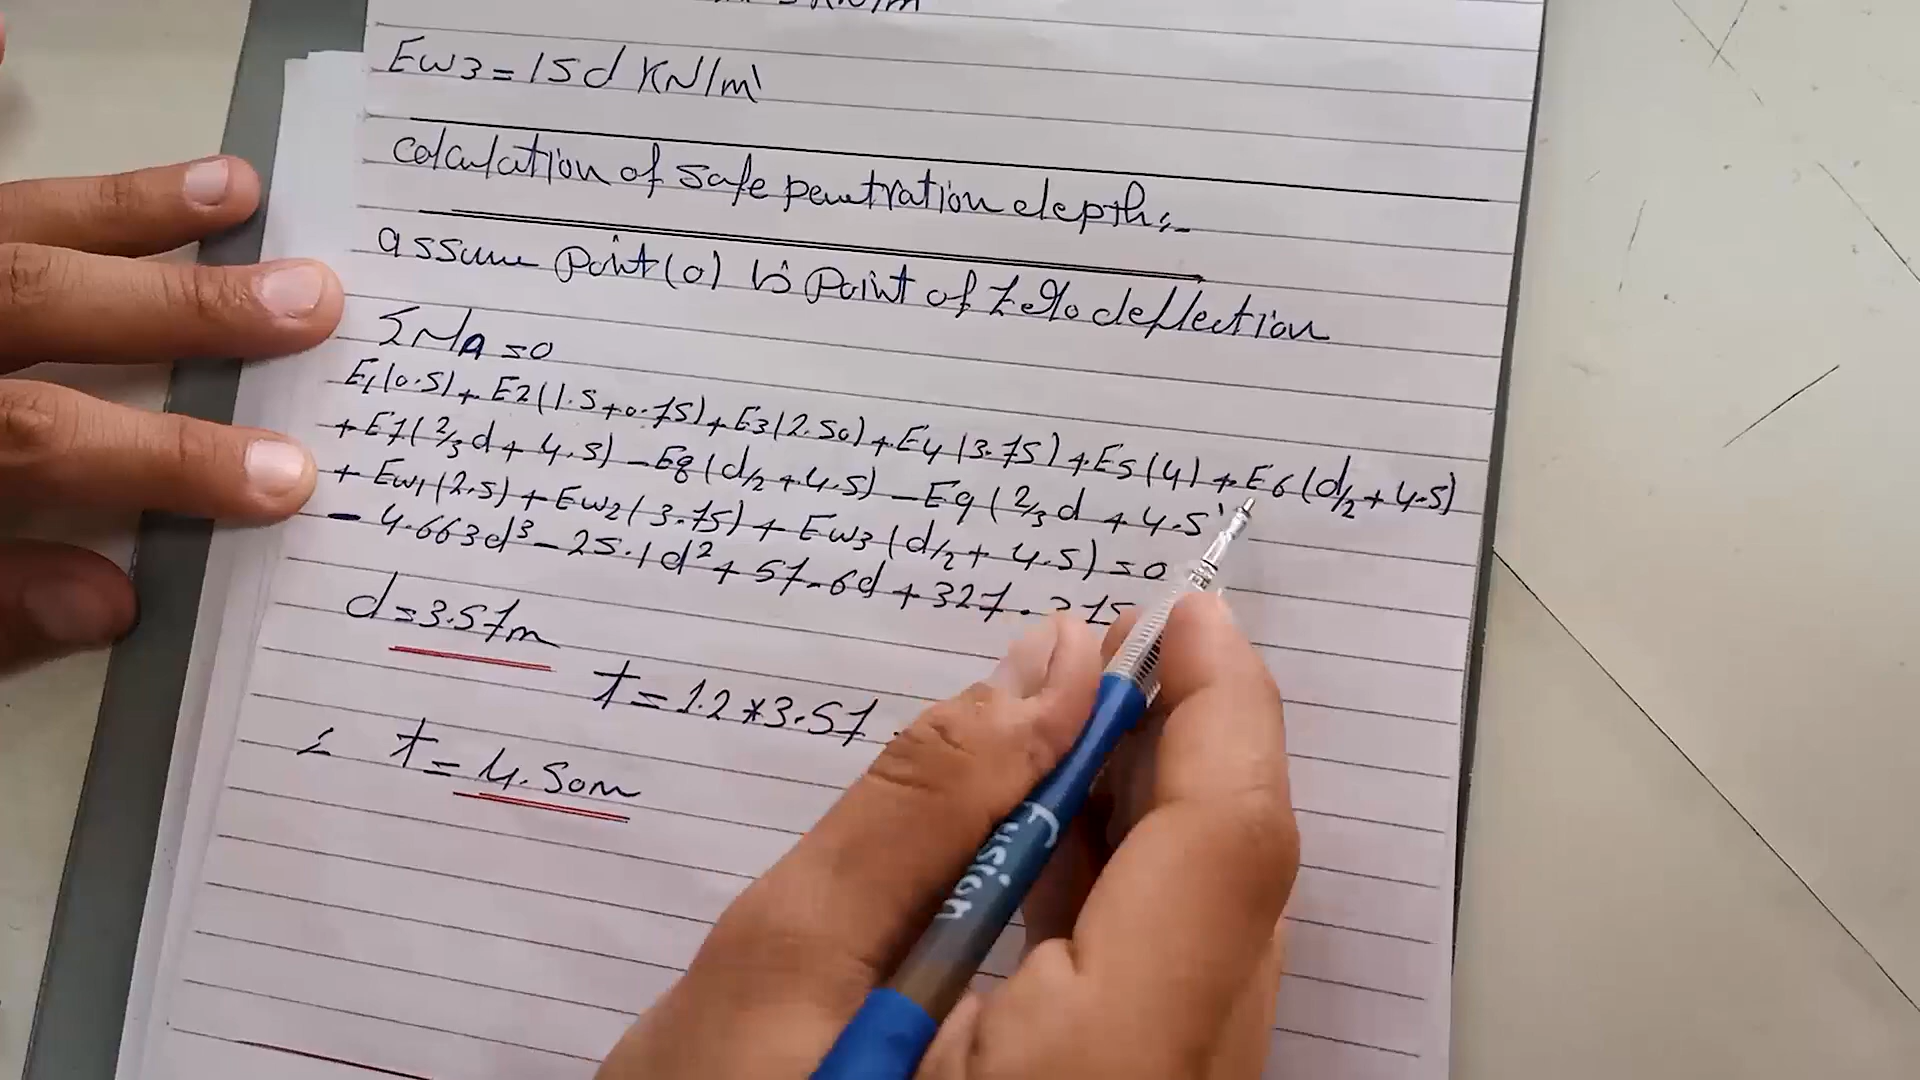 Ew3 = 15d KN/m'
calculation of safe penetration depth:-
assume point (o) is point of zero deflection
ΣMa = 0
E1(0.5) + E2(1.5+0.75) + E3(2.50) + E4(3.75) + E5(4) + E6(d/2 + 4.5)
+ E7(2/3d + 4.5) - E8(d/2 + 4.5) - E9(2/3d + 4.5)
+ Ew1(2.5) + Ew2(3.75) + Ew3(d/2 + 4.5) = 0
- 4.663d³ - 25.1d² + 57.6d + 327.
d = 3.57m
t = 1.2 * 3.57
∴ t = 4.50m
Fusion